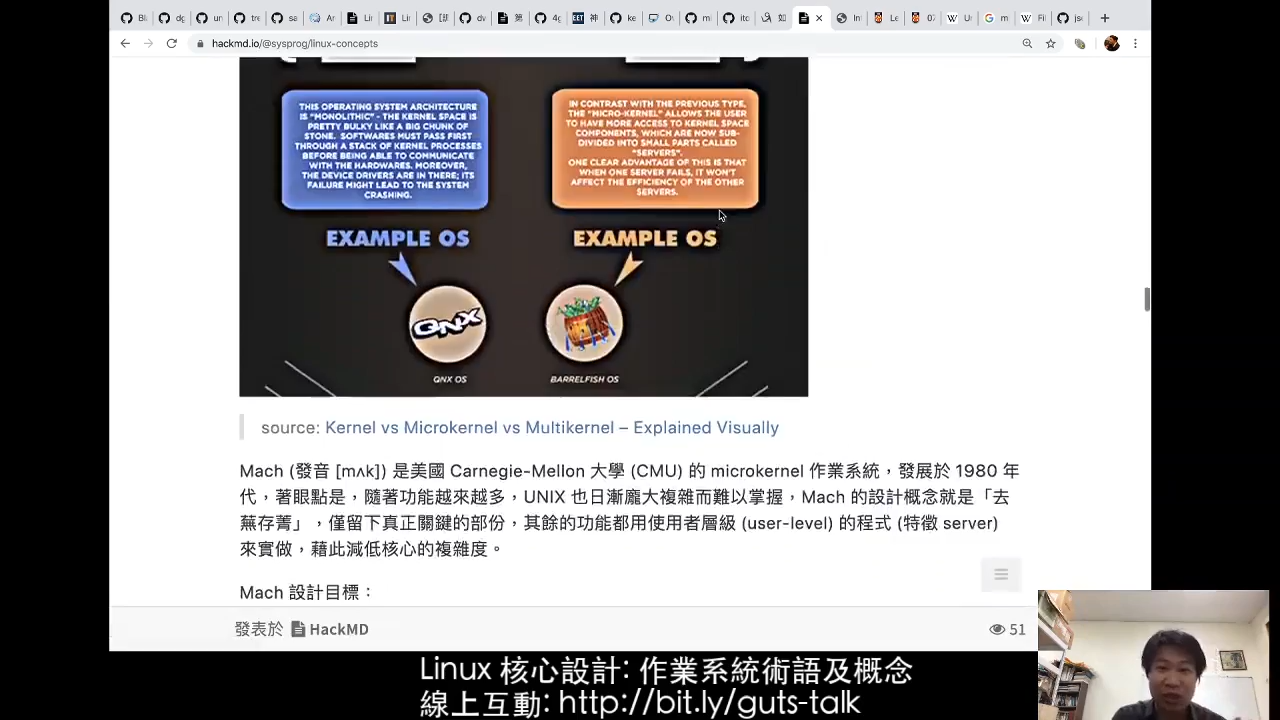 hackmd.io/@sysprog/linux-concepts
THIS OPERATING SYSTEM ARCHITECTURE
IS "MONOLITHIC" - THE KERNEL SPACE IS
PRETTY BULKY LIKE A BIG CHUNK OF
STONE. SOFTWARES MUST PASS FIRST
THROUGH A STACK OF KERNEL PROCESSES
BEFORE BEING ABLE TO COMMUNICATE
WITH THE HARDWARES. MOREOVER,
THE DEVICE DRIVERS ARE IN THERE; ITS
FAILURE MIGHT LEAD TO THE SYSTEM
CRASHING.
IN CONTRAST WITH THE PREVIOUS TYPE,
THE "MICRO-KERNEL" ALLOWS THE USER
TO HAVE MORE ACCESS TO KERNEL SPACE
COMPONENTS, WHICH ARE NOW SUB-
DIVIDED INTO SMALL PARTS CALLED
"SERVERS".
ONE CLEAR ADVANTAGE OF THIS IS THAT
WHEN ONE SERVER FAILS, IT WON'T
AFFECT THE EFFICIENCY OF THE OTHER
SERVERS.
EXAMPLE OS
EXAMPLE OS
QNX
QNX OS
BARRELFISH OS
source: Kernel vs Microkernel vs Multikernel – Explained Visually
Mach (發音 [mʌk]) 是美國 Carnegie-Mellon 大學 (CMU) 的 microkernel 作業系統，發展於 1980 年
代，著眼點是，隨著功能越來越多，UNIX 也日漸龐大複雜而難以掌握，Mach 的設計概念就是「去
蕪存菁」，僅留下真正關鍵的部份，其餘的功能都用使用者層級 (user-level) 的程式 (特徵 server)
來實做，藉此減低核心的複雜度。
Mach 設計目標：
發表於 HackMD
51
Linux 核心設計: 作業系統術語及概念
線上互動: http://bit.ly/guts-talk